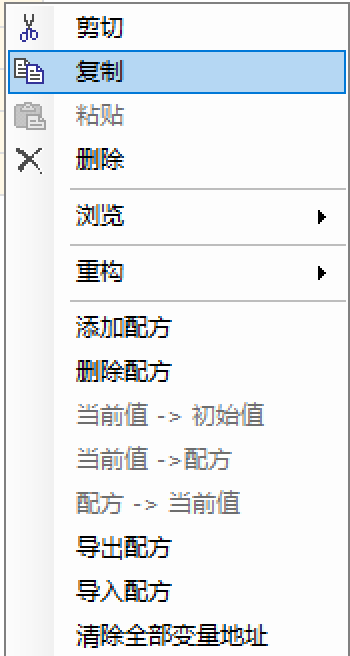 剪切
复制
粘贴
删除
浏览
重构
添加配方
删除配方
当前值 -> 初始值
当前值 ->配方
配方 -> 当前值
导出配方
导入配方
清除全部变量地址